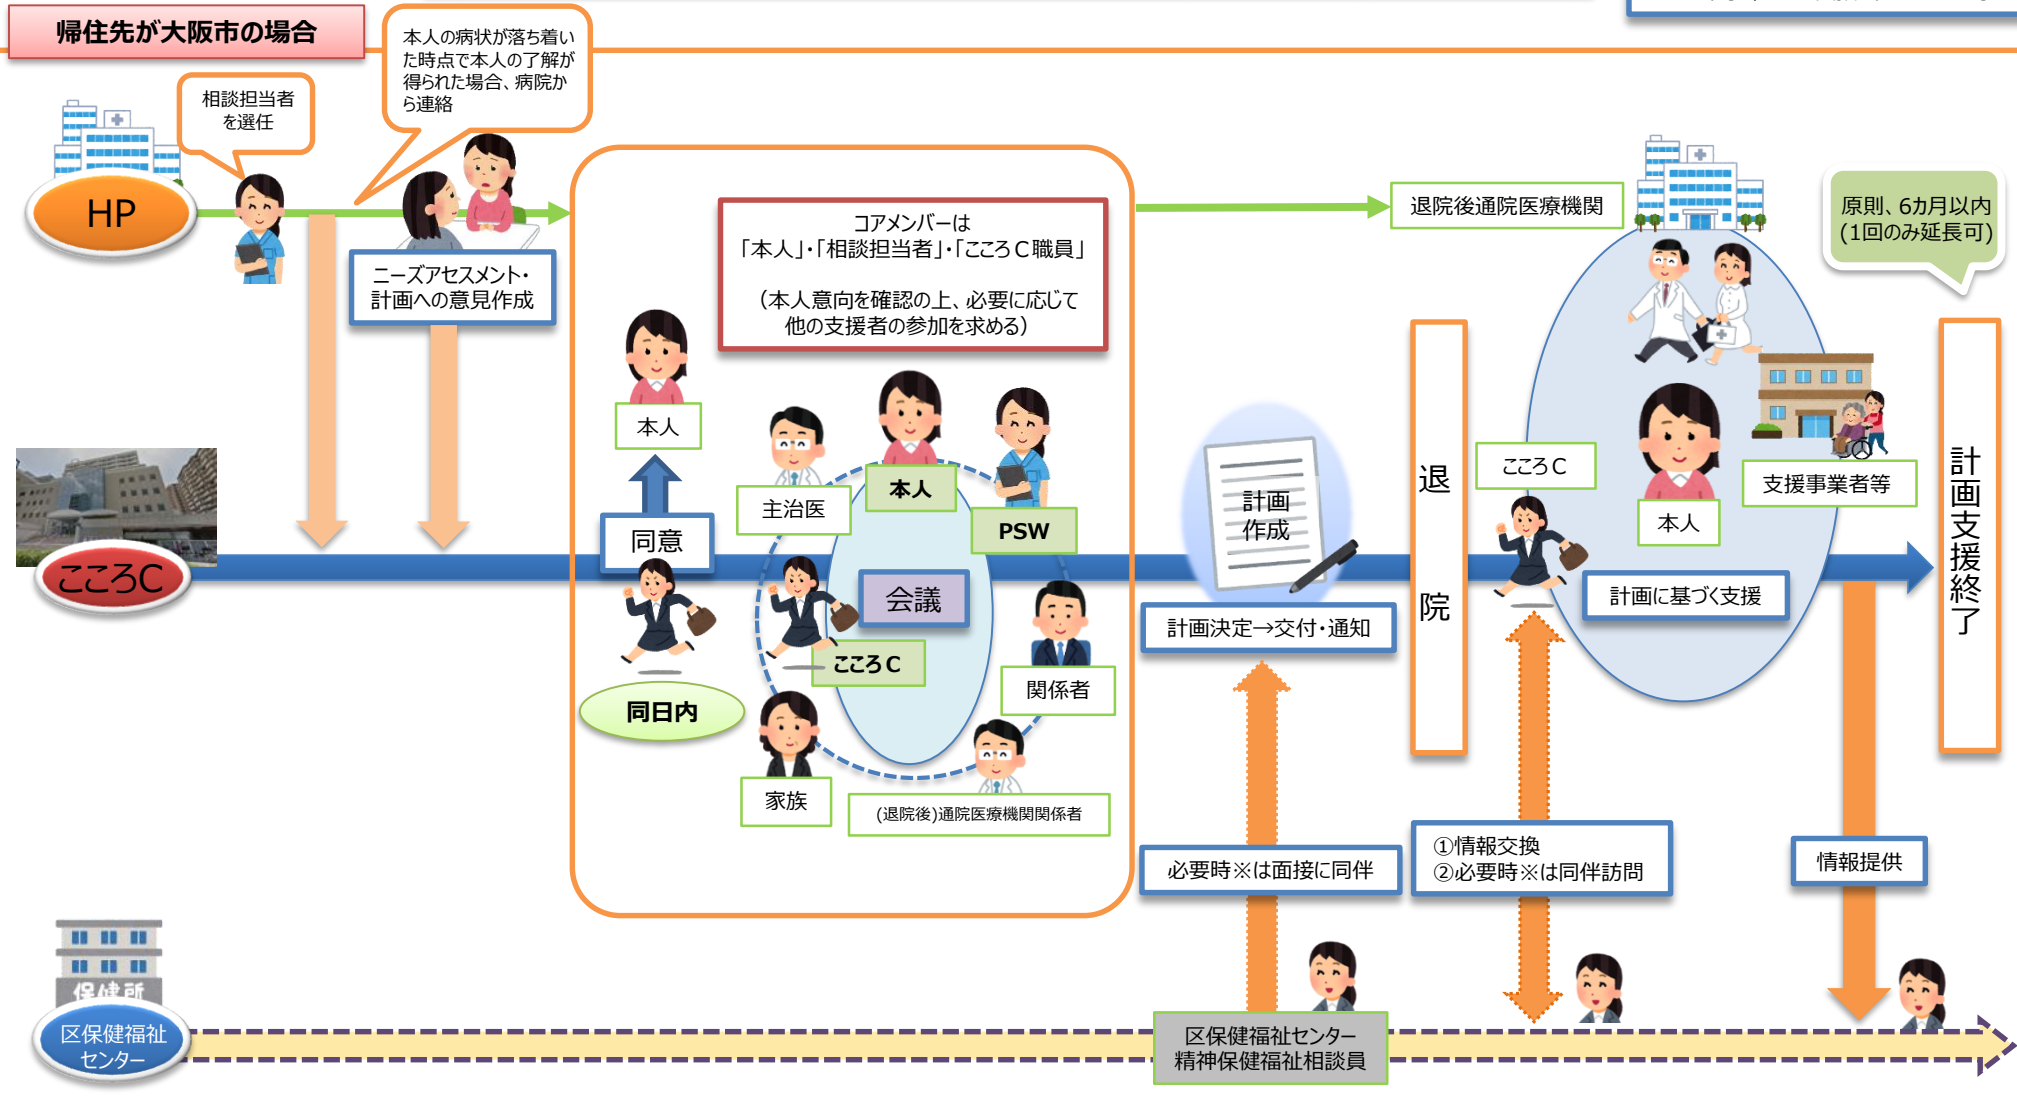 帰住先が大阪市の場合
本人の病状が落ち着い
た時点で本人の了解が
得られた場合、病院か
ら連絡
相談担当者
を選任
HP
ニーズアセスメント・
計画への意見作成
コアメンバーは
「本人」・「相談担当者」・「こころC職員」
（本人意向を確認の上、必要に応じて
他の支援者の参加を求める）
退院後通院医療機関
原則、6カ月以内
(1回のみ延長可)
本人
同意
主治医
本人
PSW
会議
こころC
関係者
家族
(退院後)通院医療機関関係者
同日内
こころC
計画
作成
計画決定→交付・通知
退院
こころC
本人
支援事業者等
計画に基づく支援
計画支援終了
必要時※は面接に同伴
①情報交換
②必要時※は同伴訪問
情報提供
保健所
区保健福祉
センター
区保健福祉センター
精神保健福祉相談員